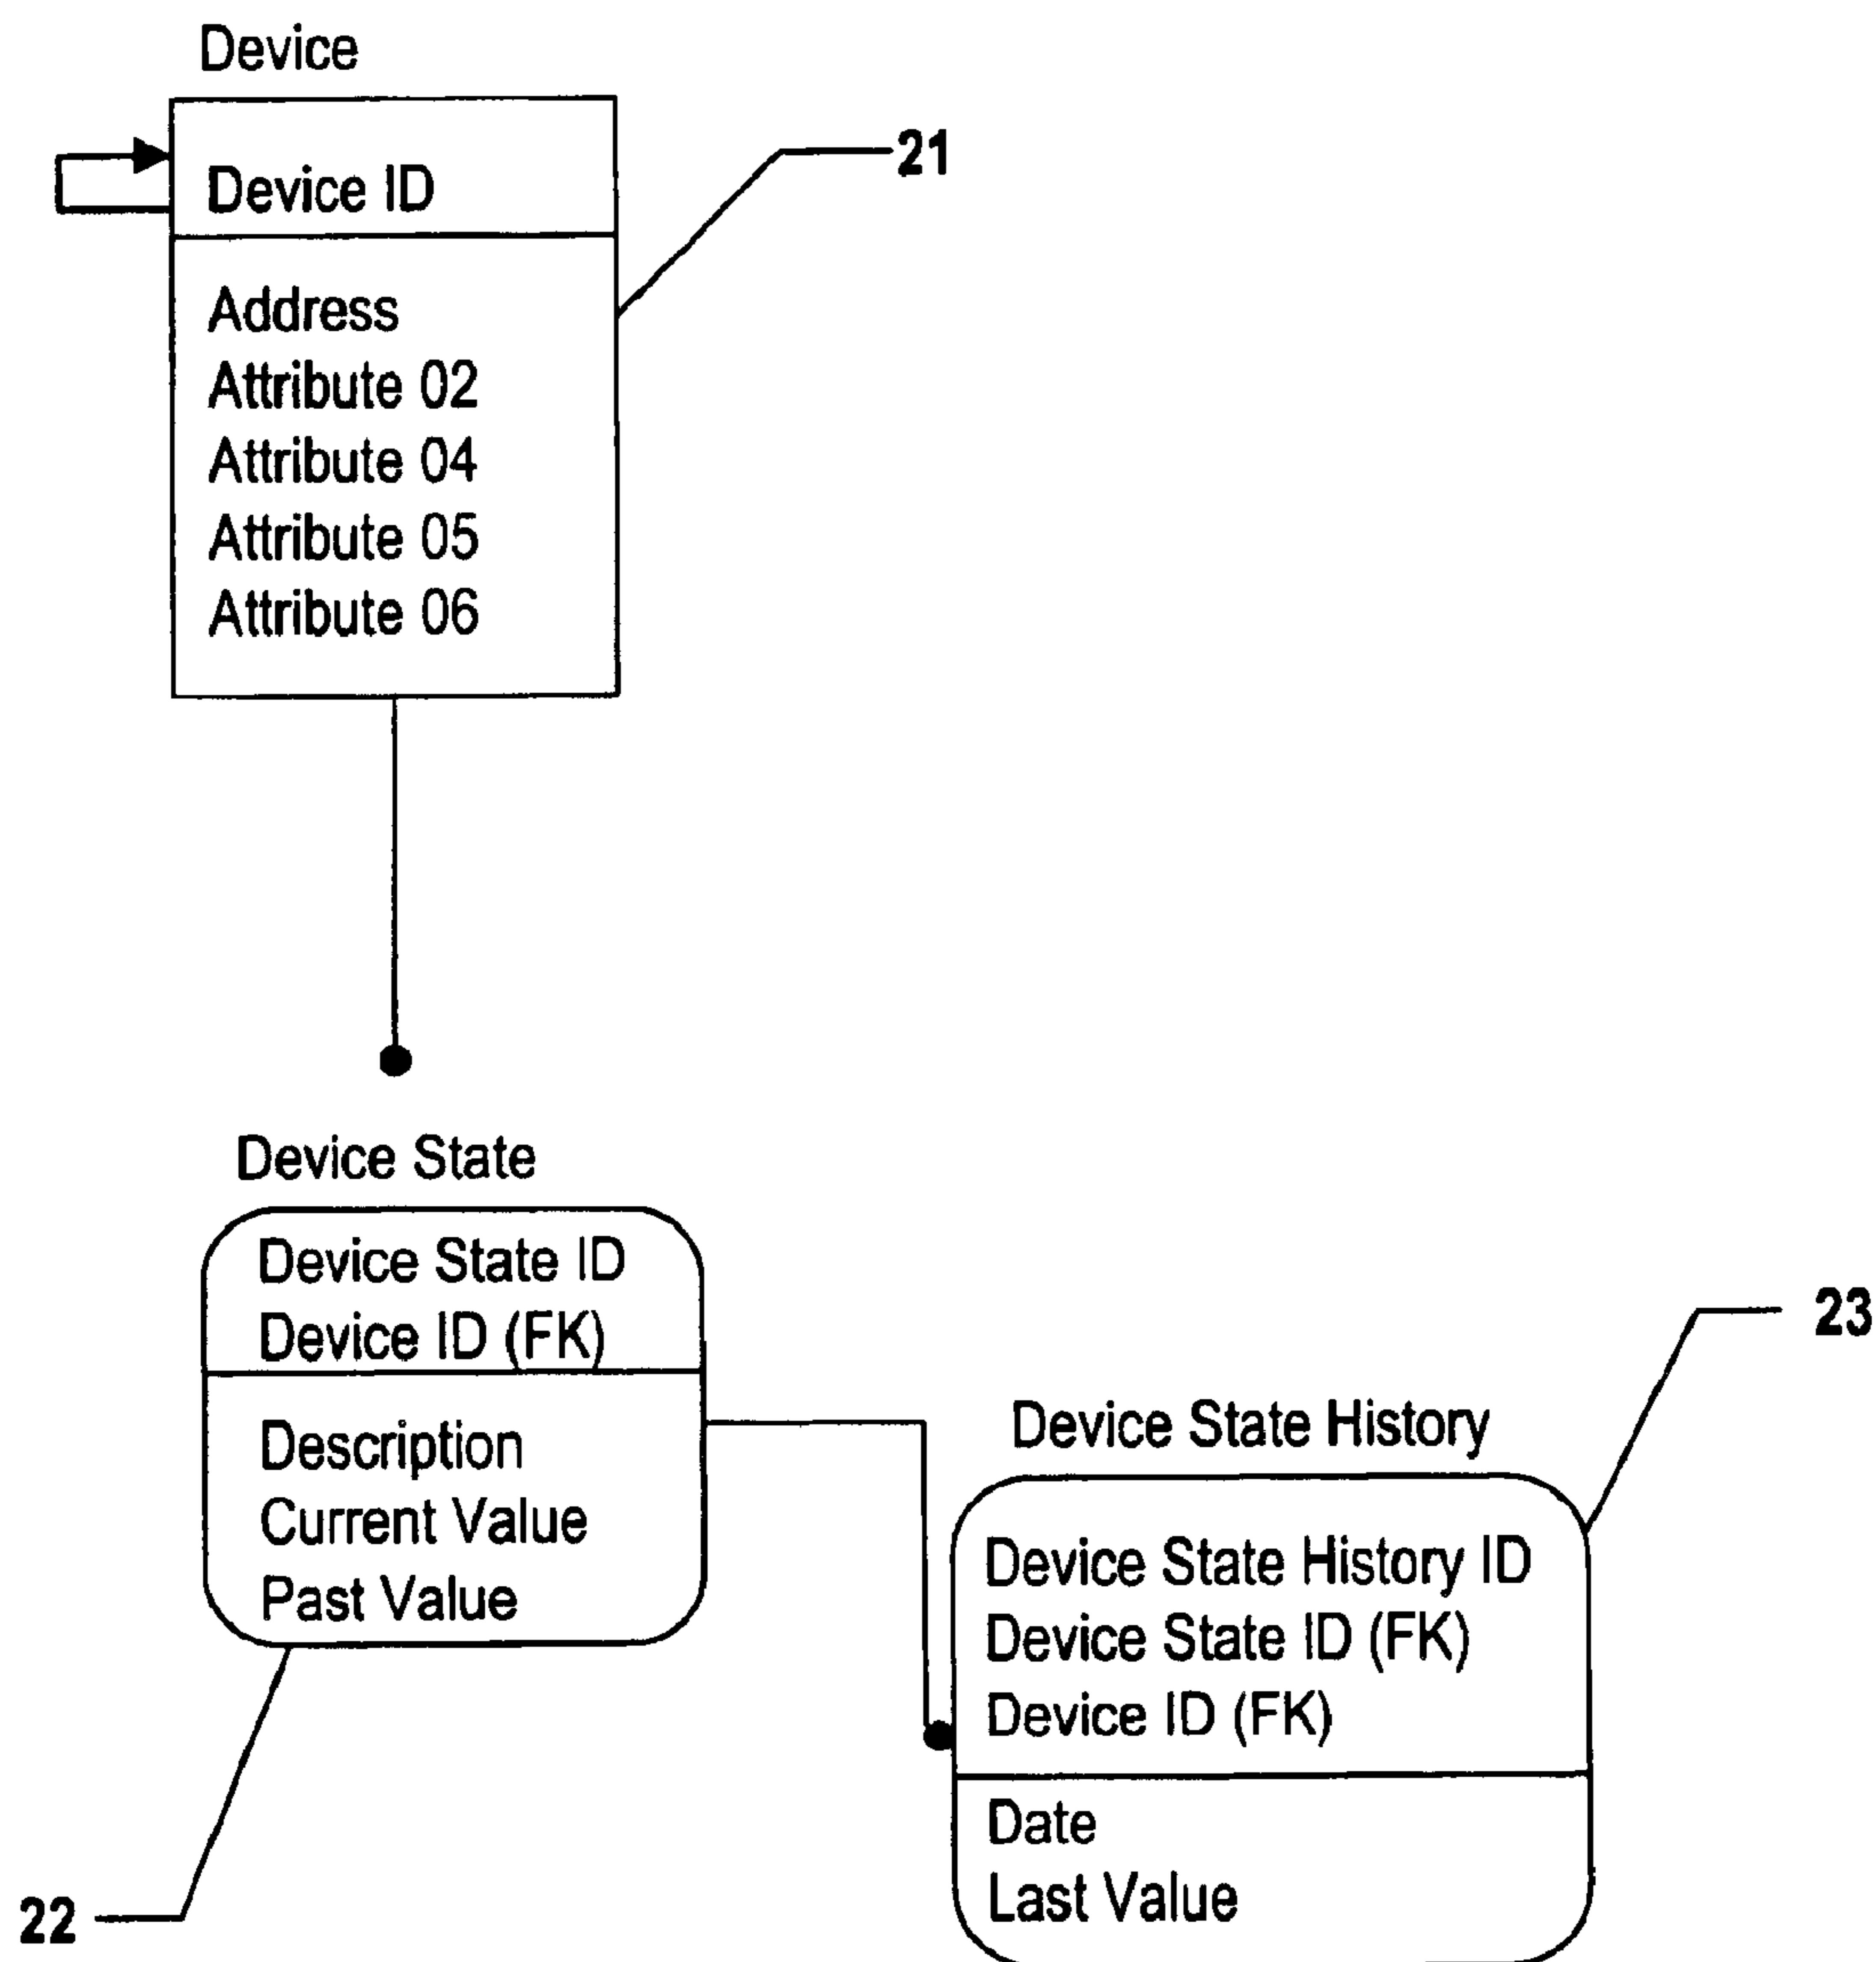 Device
21
Device ID
Address
Attribute 02
Attribute 04
Attribute 05
Attribute 06
Device State
Device State ID
Device ID (FK)
Description
Current Value
Past Value
22
23
Device State History
Device State History ID
Device State ID (FK)
Device ID (FK)
Date
Last Value